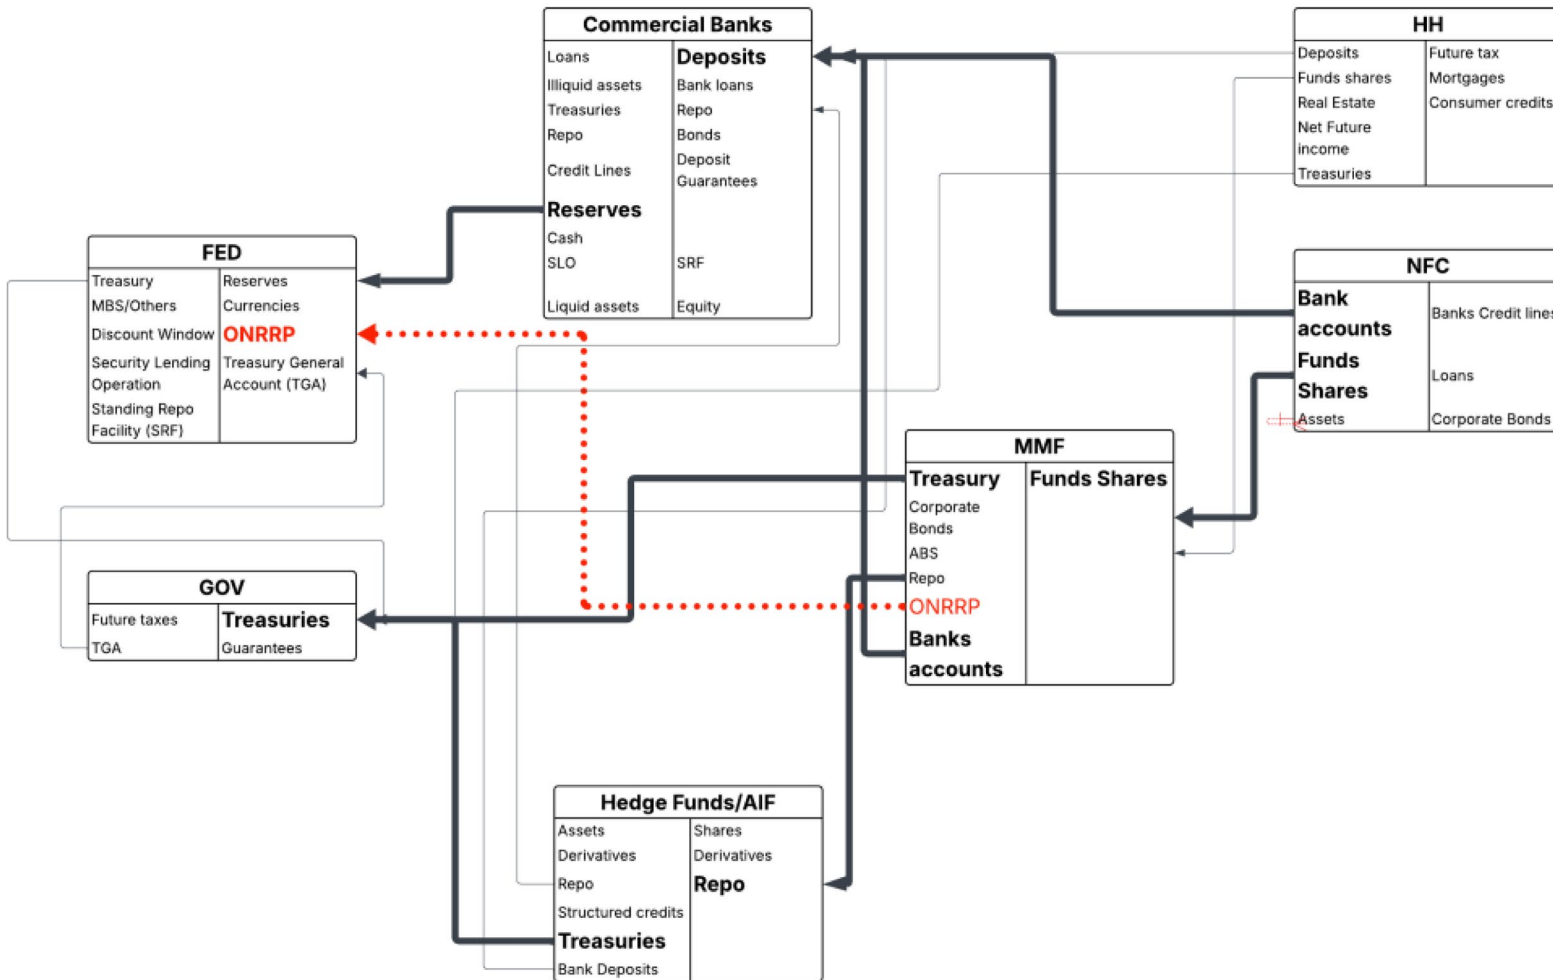 Commercial Banks
Loans
Deposits
Illiquid assets
Bank loans
Treasuries
Repo
Repo
Bonds
Credit Lines
Deposit
Guarantees
Reserves
Cash
SLO
SRF
Liquid assets
Equity
HH
Deposits
Future tax
Funds shares
Mortgages
Real Estate
Consumer credits
Net Future
income
Treasuries
FED
Treasury
Reserves
MBS/Others
Currencies
Discount Window
ONRRP
Security Lending
Operation
Treasury General
Account (TGA)
Standing Repo
Facility (SRF)
NFC
Bank
accounts
Banks Credit lines
Funds
Shares
Loans
Assets
Corporate Bonds
MMF
Treasury
Funds Shares
Corporate
Bonds
ABS
Repo
ONRRP
Banks
accounts
GOV
Future taxes
Treasuries
TGA
Guarantees
Hedge Funds/AIF
Assets
Shares
Derivatives
Derivatives
Repo
Repo
Structured credits
Treasuries
Bank Deposits